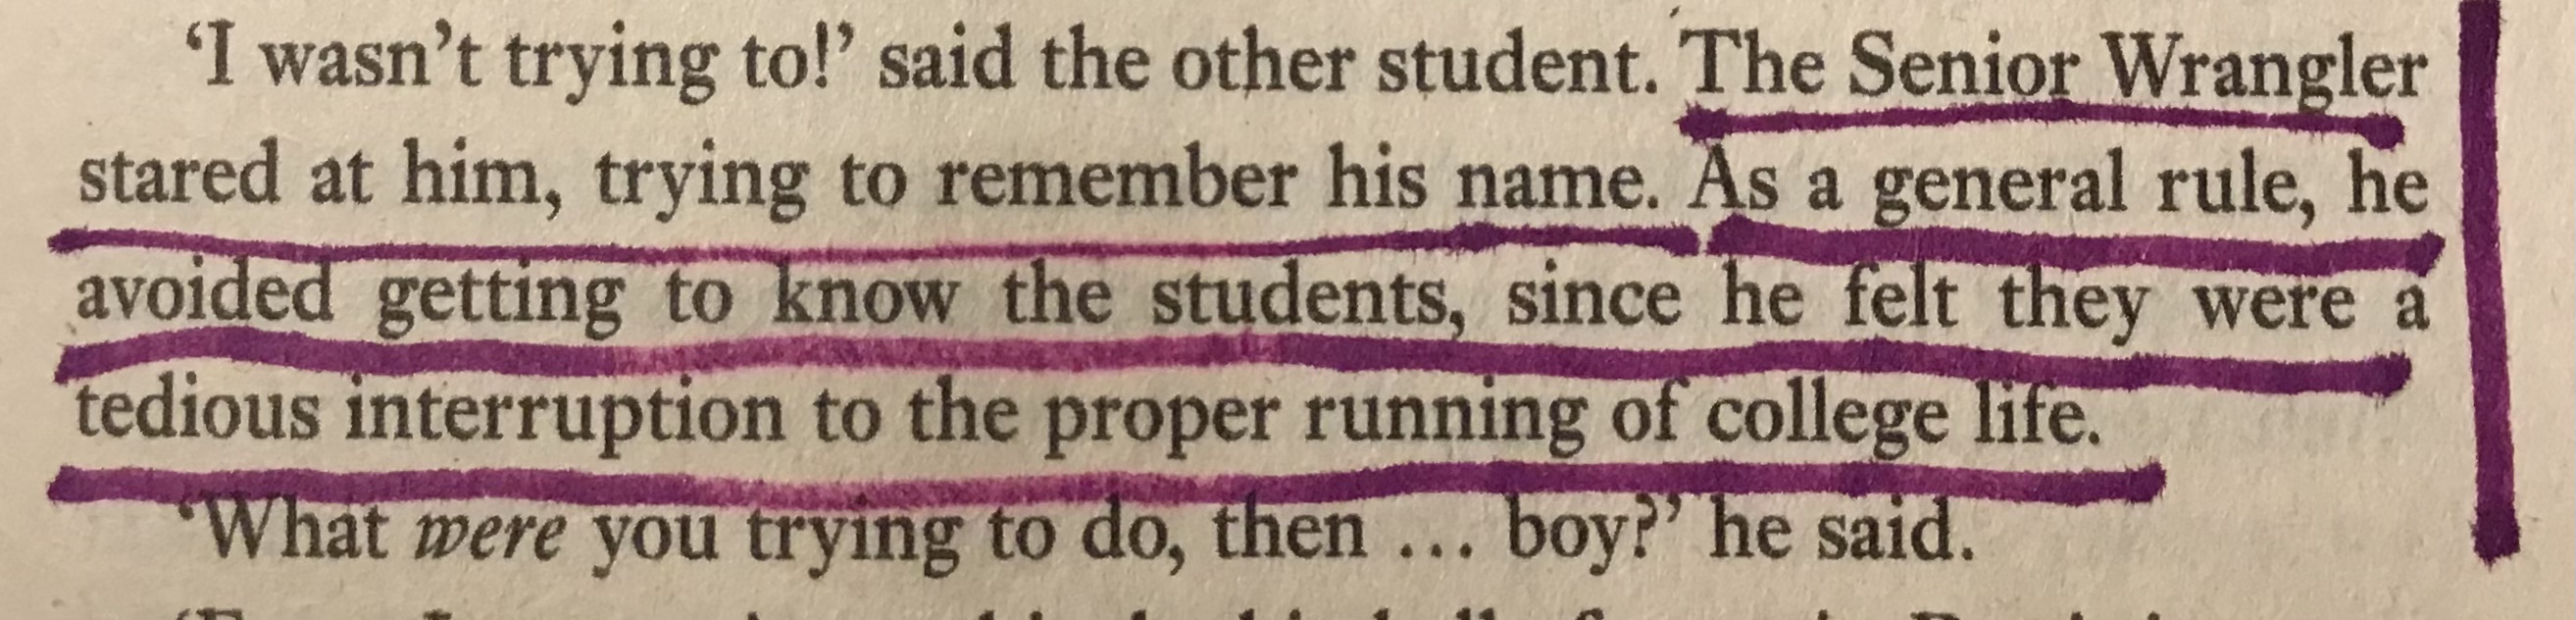 ‘I wasn’t trying to!’ said the other student. The Senior Wrangler
stared at him, trying to remember his name. As a general rule, he
avoided getting to know the students, since he felt they were a
tedious interruption to the proper running of college life.
‘What were you trying to do, then … boy?’ he said.